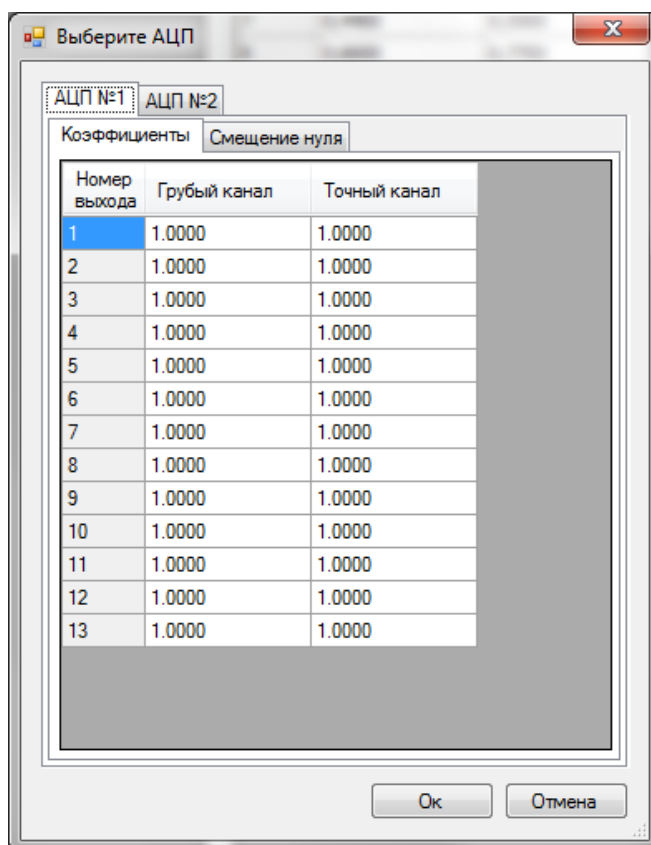 Выберите АЦП
АЦП №1 АЦП №2
Коэффициенты Смещение нуля
Номер выхода Грубый канал Точный канал
1 1.0000 1.0000
2 1.0000 1.0000
3 1.0000 1.0000
4 1.0000 1.0000
5 1.0000 1.0000
6 1.0000 1.0000
7 1.0000 1.0000
8 1.0000 1.0000
9 1.0000 1.0000
10 1.0000 1.0000
11 1.0000 1.0000
12 1.0000 1.0000
13 1.0000 1.0000
Ок Отмена